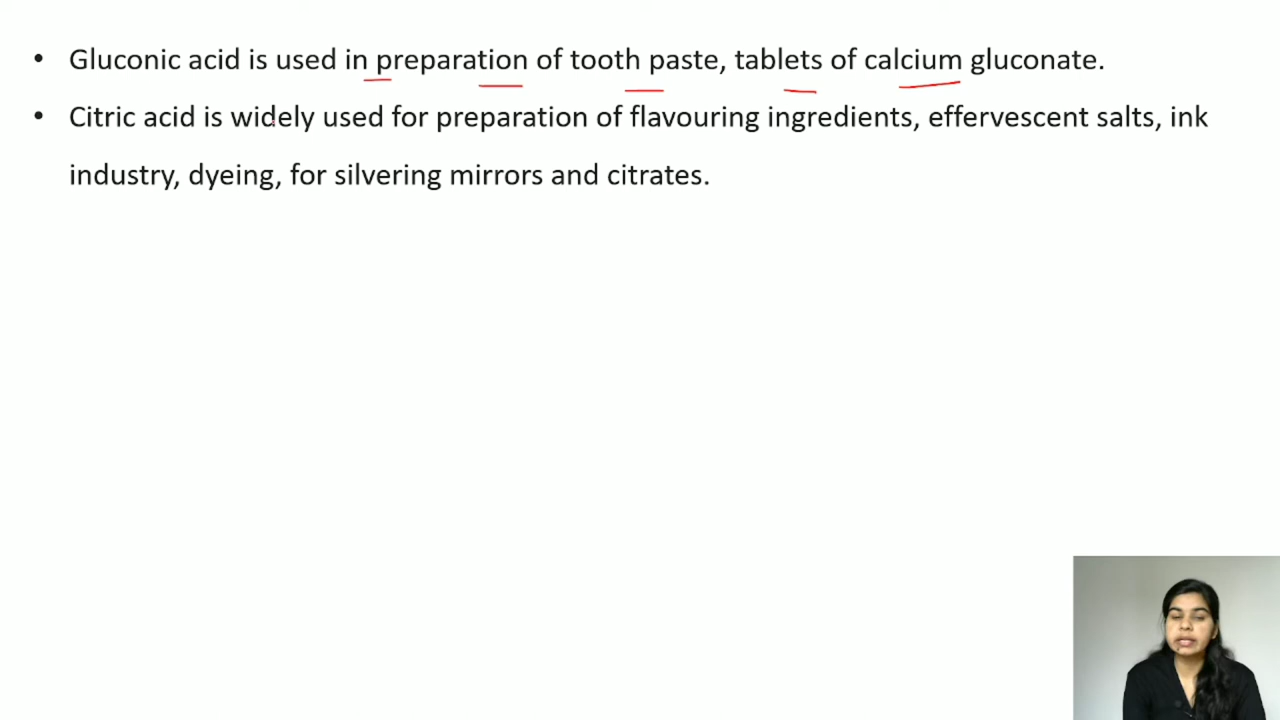 • Gluconic acid is used in preparation of tooth paste, tablets of calcium gluconate.
• Citric acid is widely used for preparation of flavouring ingredients, effervescent salts, ink
industry, dyeing, for silvering mirrors and citrates.